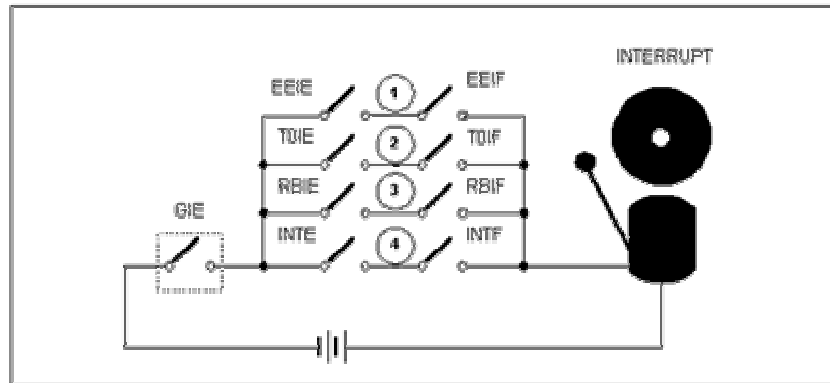 INTERRUPT
EEIE 1 EEIF
T0IE 2 T0IF
RBIE 3 RBIF
GIE
INTE 4 INTF